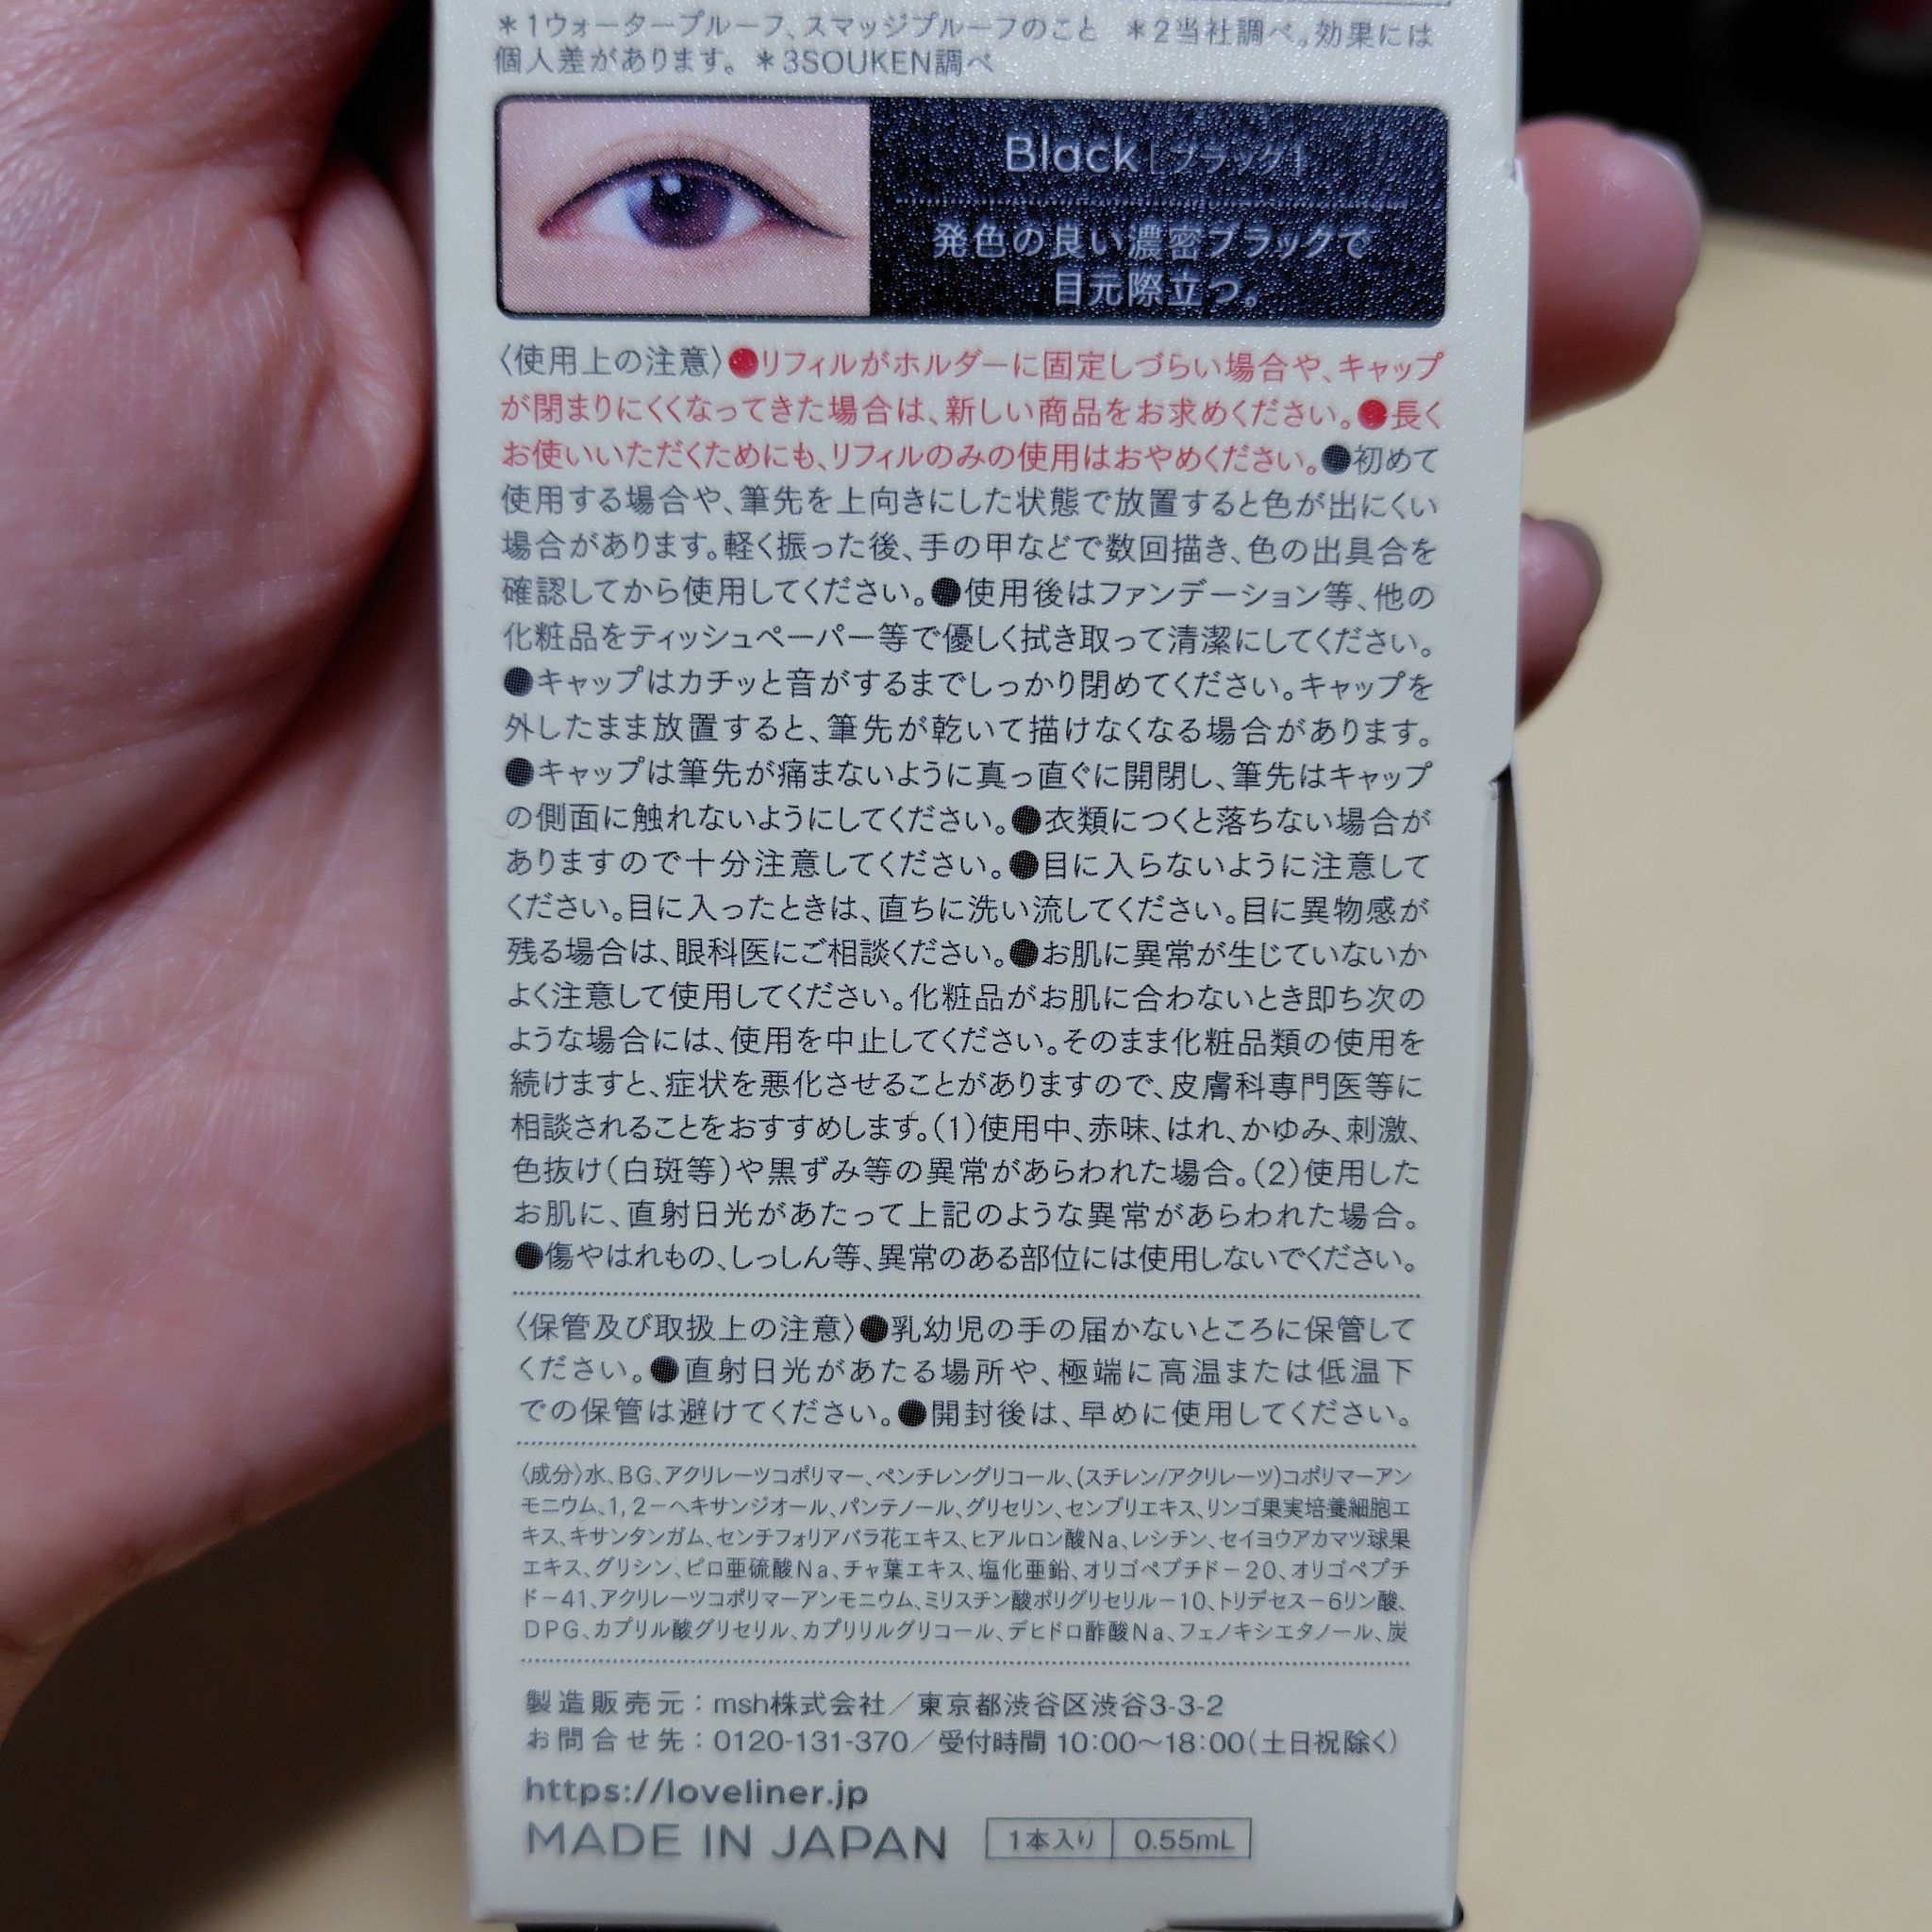 ＊1ウォータープルーフ、スマッジプルーフのこと ＊2当社調べ。効果には
個人差があります。 ＊3SOUKEN調べ
Black［ブラック］
発色の良い濃密ブラックで
目元際立つ。
〈使用上の注意〉●リフィルがホルダーに固定しづらい場合や、キャップ
が閉まりにくくなってきた場合は、新しい商品をお求めください。●長く
お使いいただくためにも、リフィルのみの使用はおやめください。●初めて
使用する場合や、筆先を上向きにした状態で放置すると色が出にくい
場合があります。軽く振った後、手の甲などで数回描き、色の出具合を
確認してから使用してください。●使用後はファンデーション等、他の
化粧品をティッシュペーパー等で優しく拭き取って清潔にしてください。
●キャップはカチッと音がするまでしっかり閉めてください。キャップを
外したまま放置すると、筆先が乾いて描けなくなる場合があります。
●キャップは筆先が痛まないように真っ直ぐに開閉し、筆先はキャップ
の側面に触れないようにしてください。●衣類につくと落ちない場合が
ありますので十分注意してください。●目に入らないように注意して
ください。目に入ったときは、直ちに洗い流してください。目に異物感が
残る場合は、眼科医にご相談ください。●お肌に異常が生じていないか
よく注意して使用してください。化粧品がお肌に合わないとき即ち次の
ような場合には、使用を中止してください。そのまま化粧品類の使用を
続けますと、症状を悪化させることがありますので、皮膚科専門医等に
相談されることをおすすめします。（1）使用中、赤味、はれ、かゆみ、刺激、
色抜け（白斑等）や黒ずみ等の異常があらわれた場合。（2）使用した
お肌に、直射日光があたって上記のような異常があらわれた場合。
●傷やはれもの、しっしん等、異常のある部位には使用しないでください。
〈保管及び取扱上の注意〉●乳幼児の手の届かないところに保管して
ください。●直射日光があたる場所や、極端に高温または低温下
での保管は避けてください。●開封後は、早めに使用してください。
〈成分〉水、BG、アクリレーツコポリマー、ペンチレングリコール、（スチレン/アクリレーツ）コポリマーアン
モニウム、1，2－ヘキサンジオール、パンテノール、グリセリン、センブリエキス、リンゴ果実培養細胞エ
キス、キサンタンガム、センチフォリアバラ花エキス、ヒアルロン酸Na、レシチン、セイヨウアカマツ球果
エキス、グリシン、ピロ亜硫酸Na、チャ葉エキス、塩化亜鉛、オリゴペプチド－20、オリゴペプチ
ド－41、アクリレーツコポリマーアンモニウム、ミリスチン酸ポリグリセリル－10、トリデセス－6リン酸、
DPG、カプリル酸グリセリル、カプリリルグリコール、デヒドロ酢酸Na、フェノキシエタノール、炭
製造販売元：msh株式会社／東京都渋谷区渋谷3-3-2
お問合せ先：0120-131-370／受付時間 10：00〜18：00（土日祝除く）
https://loveliner.jp
MADE IN JAPAN 1本入り 0.55mL